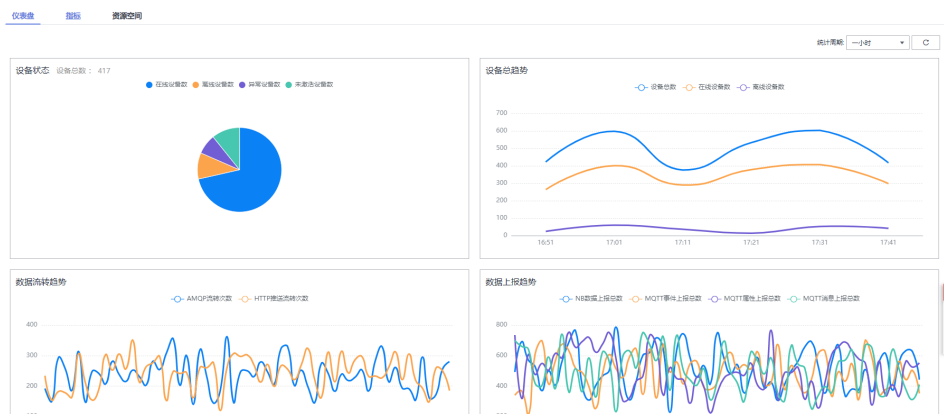 仪表盘 指标 资源空间
统计周期: 一小时
设备状态 设备总数： 417
在线设备数 离线设备数 异常设备数 未激活设备数
设备总趋势
设备总数 在线设备数 离线设备数
700
600
500
400
300
200
100
0
16:51 17:01 17:11 17:21 17:31 17:41
数据流转趋势
AMQP流转次数 HTTP推送流转次数
400
300
200
数据上报趋势
NB数据上报总数 MQTT事件上报总数 MQTT属性上报总数 MQTT消息上报总数
800
600
400